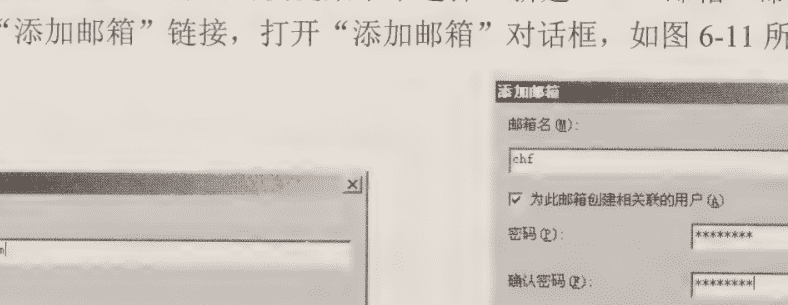 “添加邮箱”链接，打开“添加邮箱”对话框，如图 6-11 所
添加邮箱
邮箱名(M):
chf
为此邮箱创建相关联的用户(A)
密码(P):
********
确认密码(R):
********